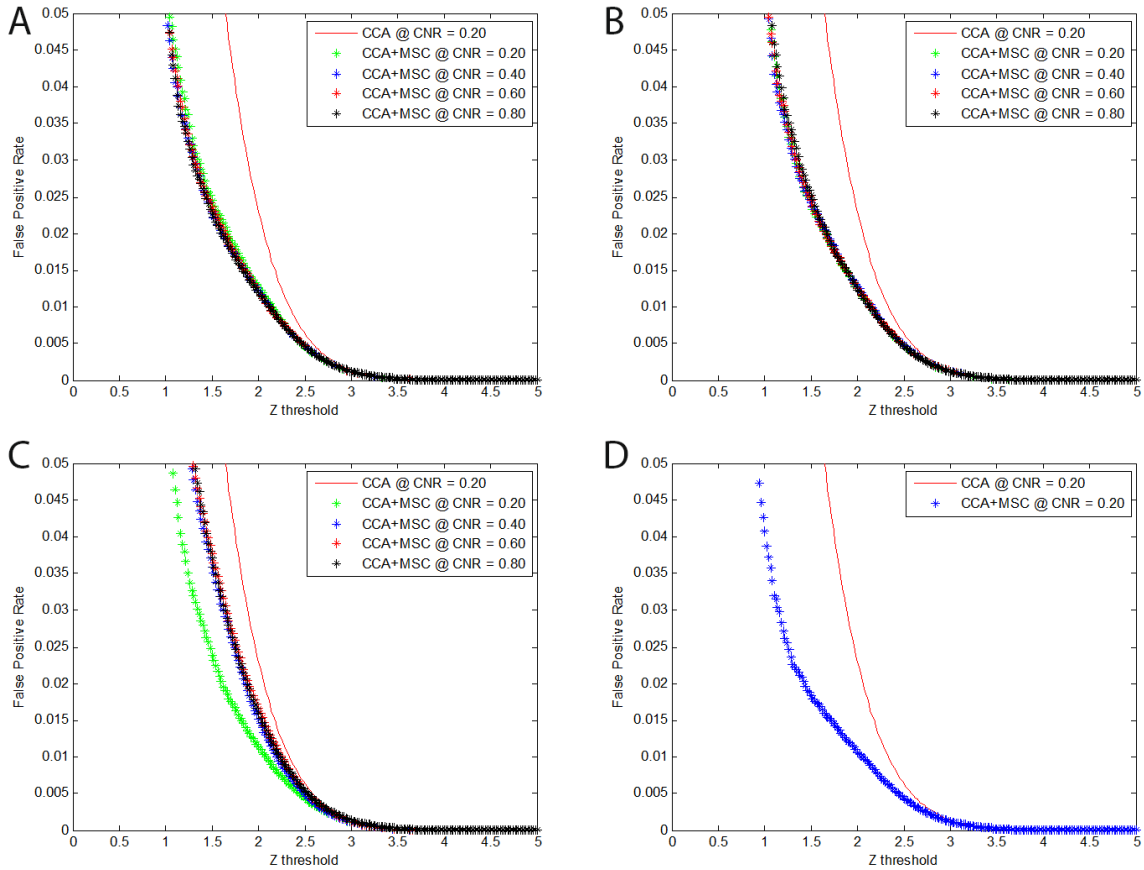 A
0.05
0.045
0.04
0.035
0.03
0.025
0.02
0.015
0.01
0.005
0
False Positive Rate
CCA @ CNR = 0.20
CCA+MSC @ CNR = 0.20
CCA+MSC @ CNR = 0.40
CCA+MSC @ CNR = 0.60
CCA+MSC @ CNR = 0.80
0 0.5 1 1.5 2 2.5 3 3.5 4 4.5 5
Z threshold
B
0.05
0.045
0.04
0.035
0.03
0.025
0.02
0.015
0.01
0.005
0
False Positive Rate
CCA @ CNR = 0.20
CCA+MSC @ CNR = 0.20
CCA+MSC @ CNR = 0.40
CCA+MSC @ CNR = 0.60
CCA+MSC @ CNR = 0.80
0 0.5 1 1.5 2 2.5 3 3.5 4 4.5 5
Z threshold
C
0.05
0.045
0.04
0.035
0.03
0.025
0.02
0.015
0.01
0.005
0
False Positive Rate
CCA @ CNR = 0.20
CCA+MSC @ CNR = 0.20
CCA+MSC @ CNR = 0.40
CCA+MSC @ CNR = 0.60
CCA+MSC @ CNR = 0.80
0 0.5 1 1.5 2 2.5 3 3.5 4 4.5 5
Z threshold
D
0.05
0.045
0.04
0.035
0.03
0.025
0.02
0.015
0.01
0.005
0
False Positive Rate
CCA @ CNR = 0.20
CCA+MSC @ CNR = 0.20
0 0.5 1 1.5 2 2.5 3 3.5 4 4.5 5
Z threshold